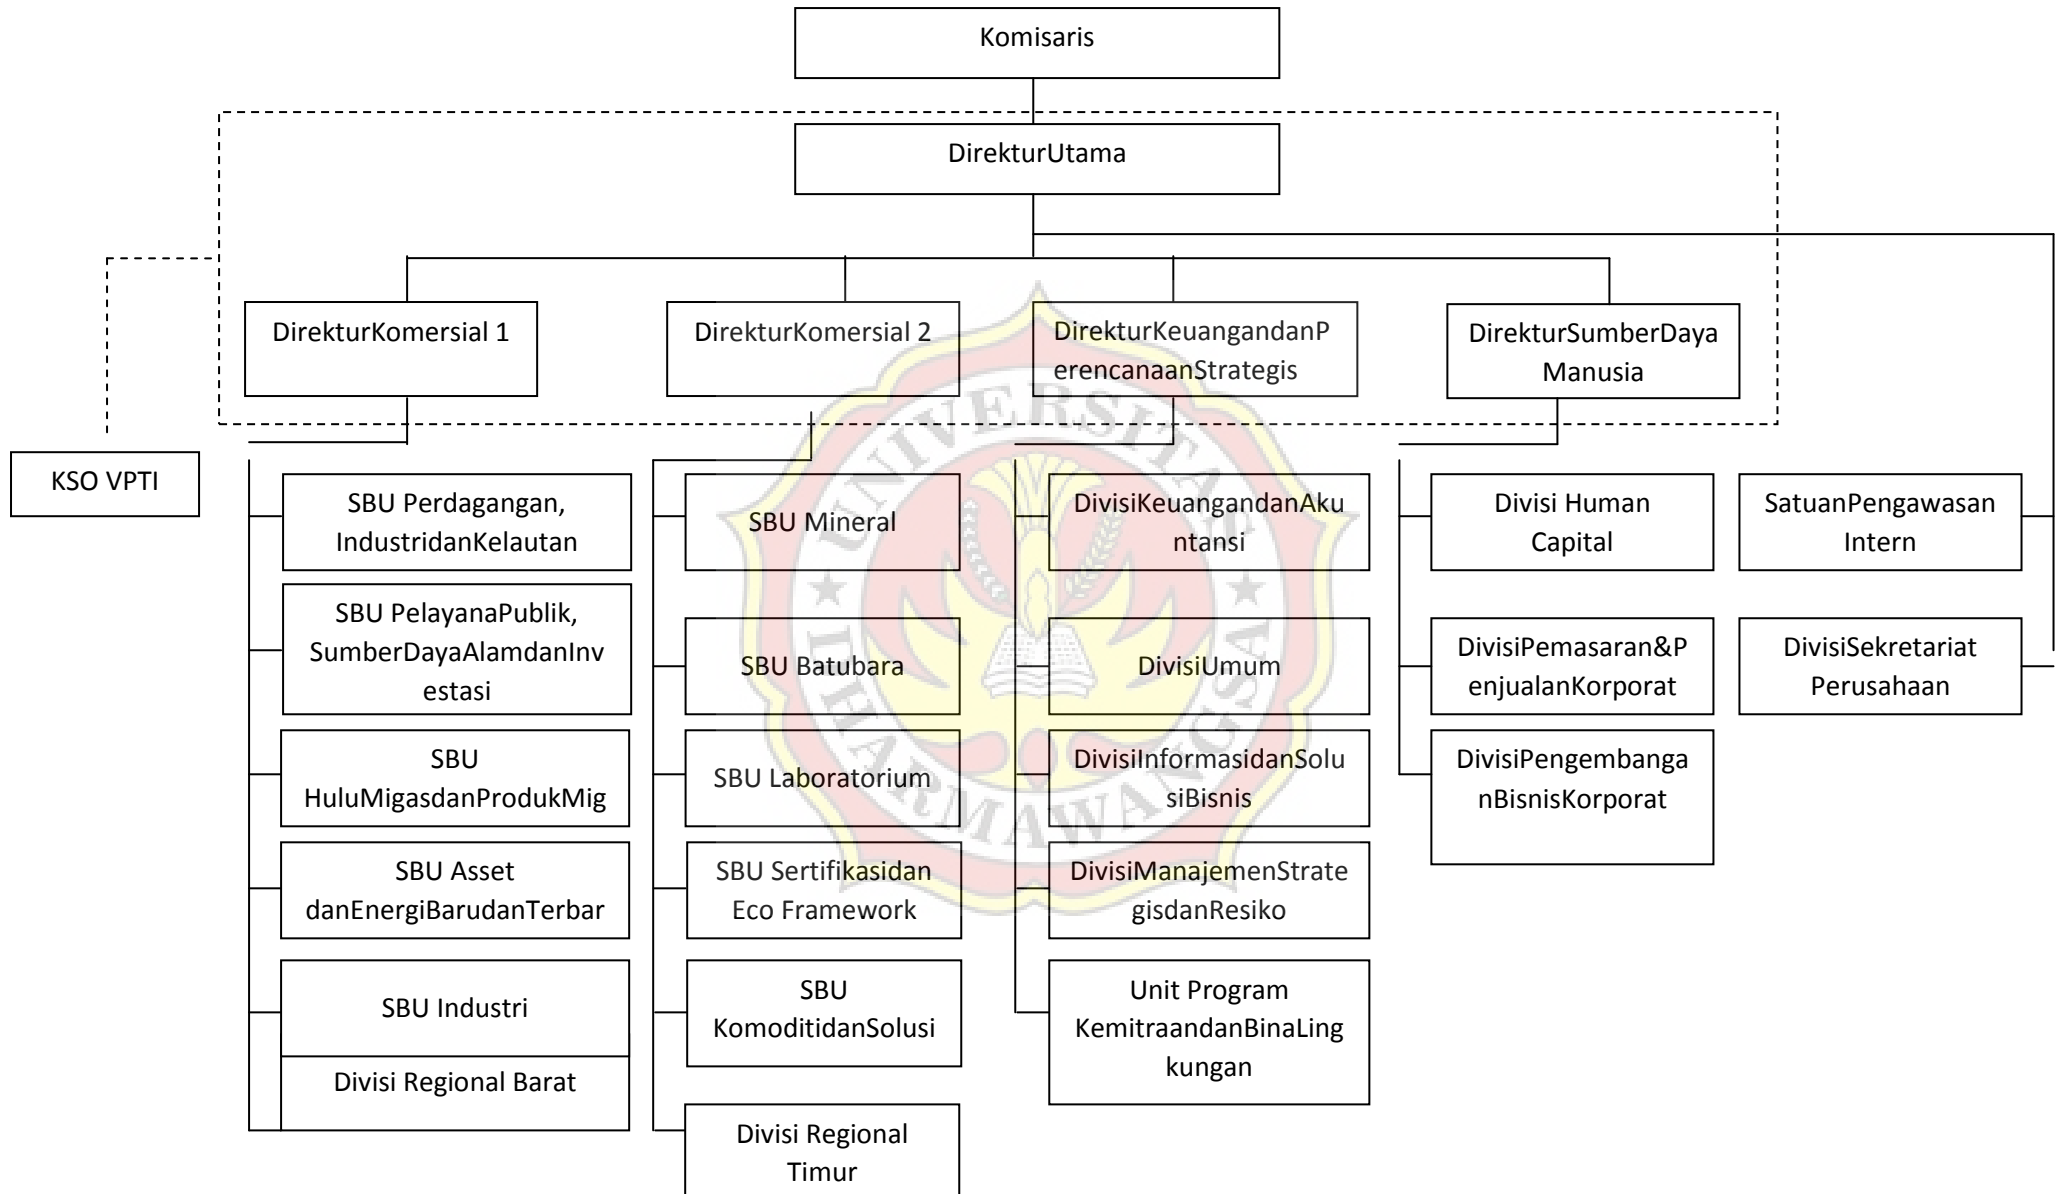 Komisaris
DirekturUtama
DirekturKomersial 1
DirekturKomersial 2
DirekturKeuangandanP
erencanaanStrategis
DirekturSumberDaya
Manusia
KSO VPTI
SBU Perdagangan,
IndustridanKelautan
SBU PelayanaPublik,
SumberDayaAlamdanInv
estasi
SBU
HuluMigasdanProdukMig
SBU Asset
danEnergiBarudanTerbar
SBU Industri
Divisi Regional Barat
SBU Mineral
SBU Batubara
SBU Laboratorium
SBU Sertifikasidan
Eco Framework
SBU
KomoditidanSolusi
Divisi Regional
Timur
DivisiKeuangandanAku
ntansi
DivisiUmum
DivisiInformasidanSolu
siBisnis
DivisiManajemenStrate
gisdanResiko
Unit Program
KemitraandanBinaLing
kungan
Divisi Human
Capital
DivisiPemasaran&P
enjualanKorporat
DivisiPengembanga
nBisnisKorporat
SatuanPengawasan
Intern
DivisiSekretariat
Perusahaan
UNIVERSITAS
DHARMAWANGSA